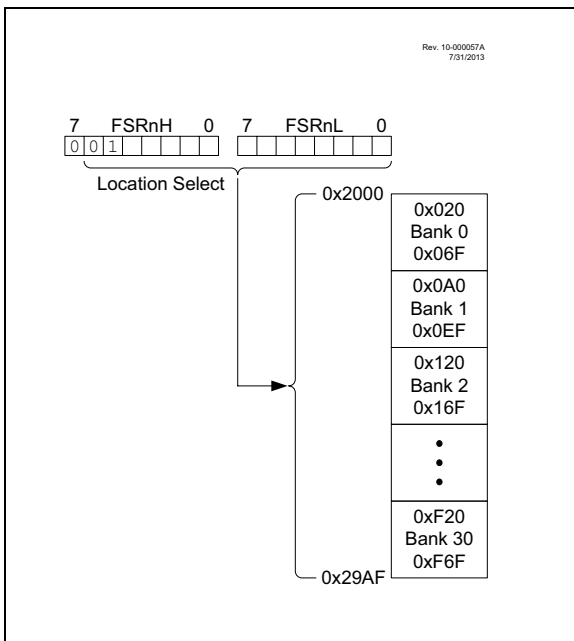 Rev. 10-000057A
7/31/2013
7 FSRnH 0 7 FSRnL 0
0 0 1
Location Select
0x2000
0x020
Bank 0
0x06F
0x0A0
Bank 1
0x0EF
0x120
Bank 2
0x16F
0xF20
Bank 30
0xF6F
0x29AF